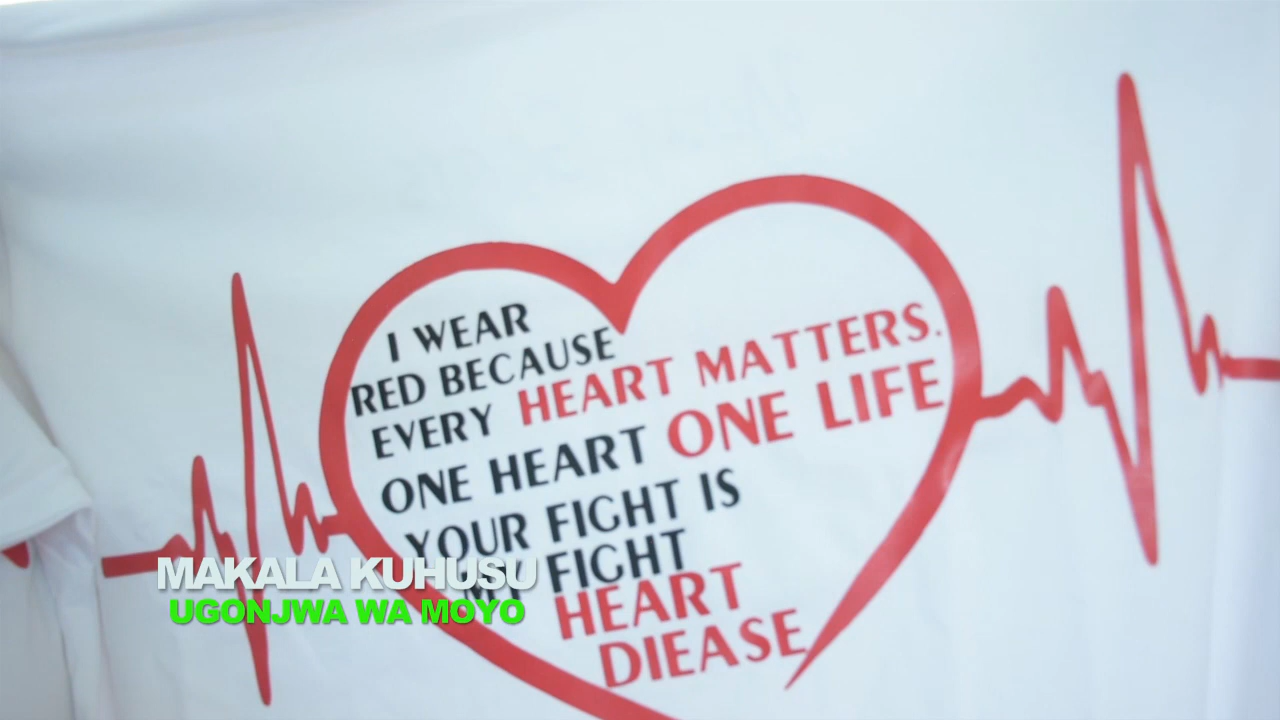 I WEAR
RED BECAUSE
EVERY HEART MATTERS.
ONE HEART ONE LIFE
YOUR FIGHT IS
MY FIGHT
HEART
DIEASE
MAKALA KUHUSU
UGONJWA WA MOYO